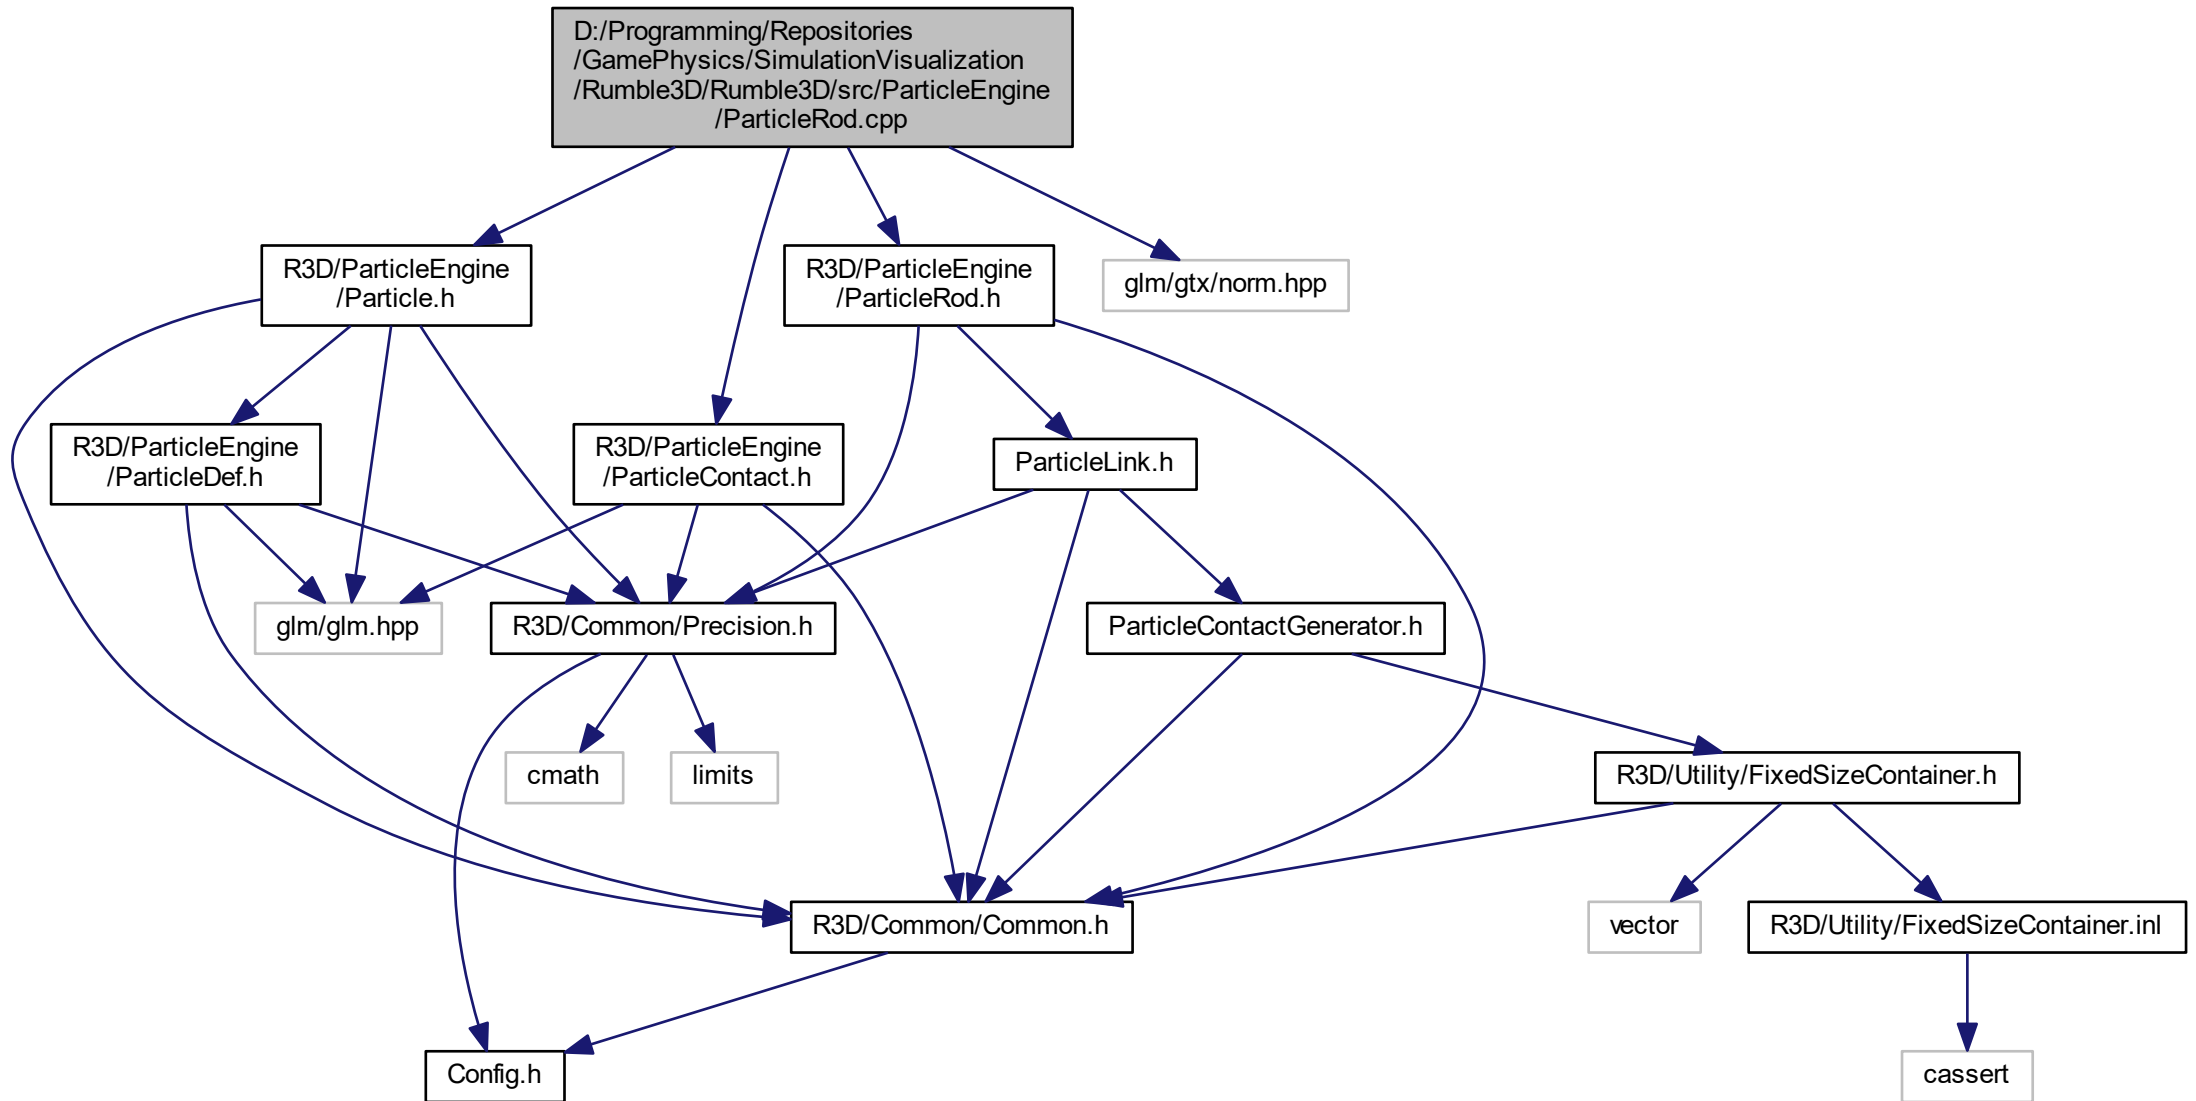 D:/Programming/Repositories
/GamePhysics/SimulationVisualization
/Rumble3D/Rumble3D/src/ParticleEngine
/ParticleRod.cpp
R3D/ParticleEngine
/Particle.h
R3D/ParticleEngine
/ParticleRod.h
glm/gtx/norm.hpp
R3D/ParticleEngine
/ParticleDef.h
R3D/ParticleEngine
/ParticleContact.h
ParticleLink.h
glm/glm.hpp
R3D/Common/Precision.h
ParticleContactGenerator.h
cmath
limits
R3D/Utility/FixedSizeContainer.h
R3D/Common/Common.h
vector
R3D/Utility/FixedSizeContainer.inl
Config.h
cassert